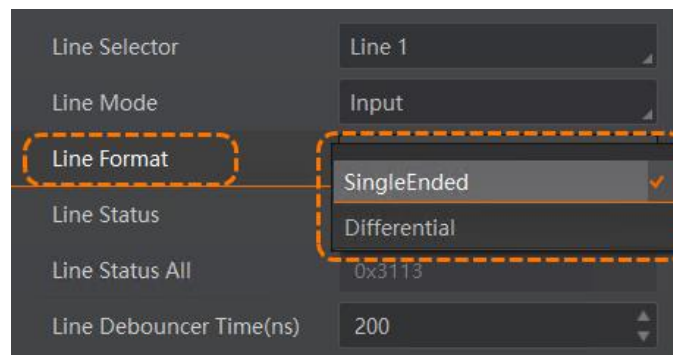 Line Selector Line 1
Line Mode Input
Line Format
SingleEnded
Line Status
Differential
Line Status All 0x3113
Line Debouncer Time(ns) 200